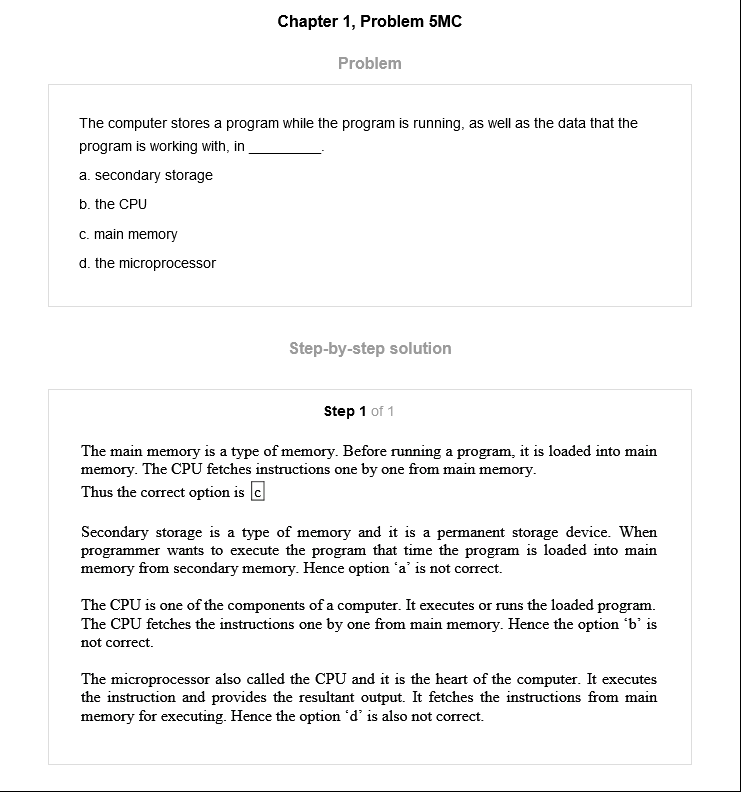 Chapter 1, Problem 5MC
Problem
The computer stores a program while the program is running, as well as the data that the
program is working with, in __________.
a. secondary storage
b. the CPU
c. main memory
d. the microprocessor
Step-by-step solution
Step 1 of 1
The main memory is a type of memory. Before running a program, it is loaded into main
memory. The CPU fetches instructions one by one from main memory.
Thus the correct option is c
Secondary storage is a type of memory and it is a permanent storage device. When
programmer wants to execute the program that time the program is loaded into main
memory from secondary memory. Hence option ‘a’ is not correct.
The CPU is one of the components of a computer. It executes or runs the loaded program.
The CPU fetches the instructions one by one from main memory. Hence the option ‘b’ is
not correct.
The microprocessor also called the CPU and it is the heart of the computer. It executes
the instruction and provides the resultant output. It fetches the instructions from main
memory for executing. Hence the option ‘d’ is also not correct.